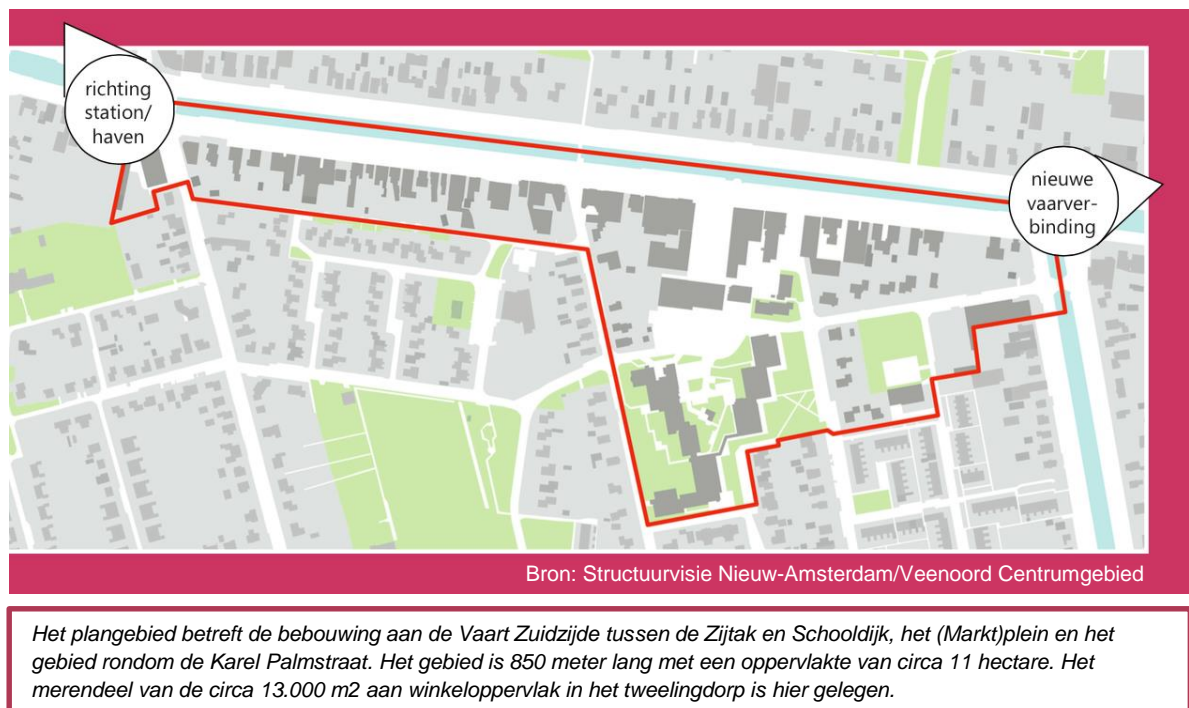 richting
station/
haven
nieuwe
vaarver-
binding
Bron: Structuurvisie Nieuw-Amsterdam/Veenoord Centrumgebied
Het plangebied betreft de bebouwing aan de Vaart Zuidzijde tussen de Zijtak en Schooldijk, het (Markt)plein en het
gebied rondom de Karel Palmstraat. Het gebied is 850 meter lang met een oppervlakte van circa 11 hectare. Het
merendeel van de circa 13.000 m2 aan winkeloppervlak in het tweelingdorp is hier gelegen.